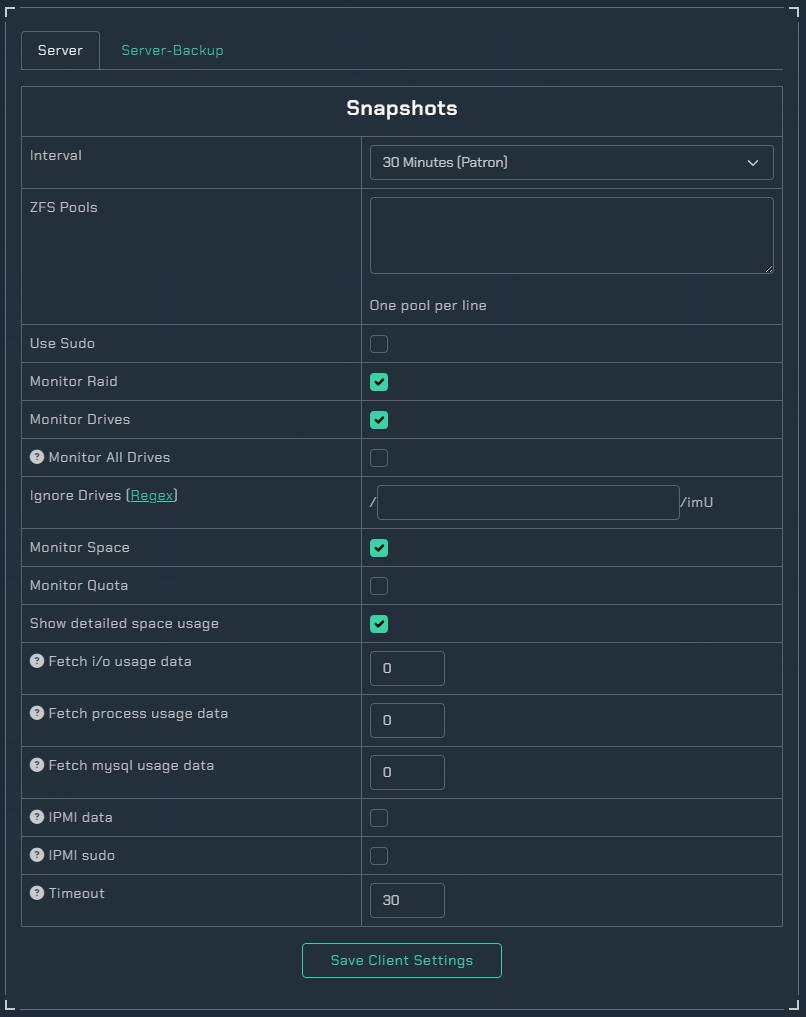 Server
Server-Backup
Snapshots
Interval
30 Minutes (Patron)
ZFS Pools
One pool per line
Use Sudo
Monitor Raid
Monitor Drives
? Monitor All Drives
Ignore Drives (Regex)
/ /imU
Monitor Space
Monitor Quota
Show detailed space usage
? Fetch i/o usage data
0
? Fetch process usage data
0
? Fetch mysql usage data
0
? IPMI data
? IPMI sudo
? Timeout
30
Save Client Settings